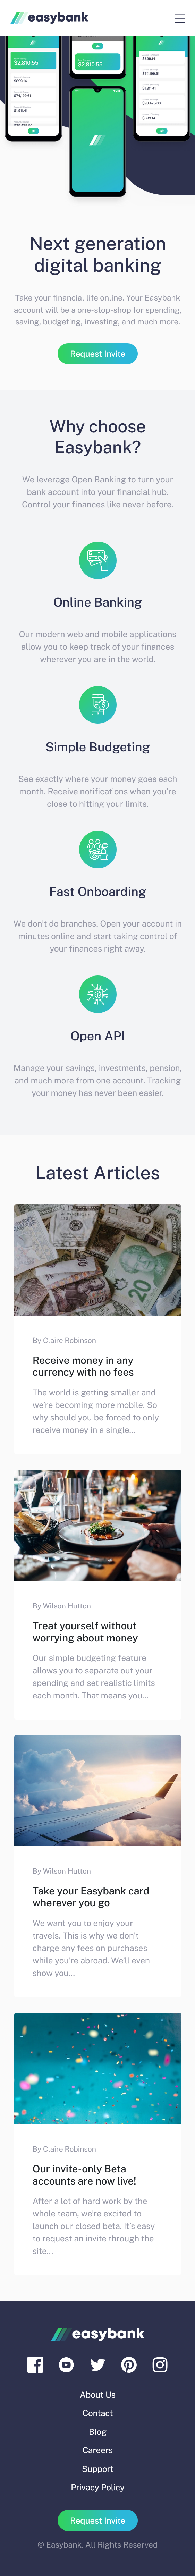 easybank
Next generation
digital banking
Take your financial life online. Your Easybank
account will be a one-stop-shop for spending,
saving, budgeting, investing, and much more.
Request Invite
Why choose
Easybank?
We leverage Open Banking to turn your
bank account into your financial hub.
Control your finances like never before.
Online Banking
Our modern web and mobile applications
allow you to keep track of your finances
wherever you are in the world.
Simple Budgeting
See exactly where your money goes each
month. Receive notifications when you're
close to hitting your limits.
Fast Onboarding
We don't do branches. Open your account in
minutes online and start taking control of
your finances right away.
Open API
Manage your savings, investments, pension,
and much more from one account. Tracking
your money has never been easier.
Latest Articles
By Claire Robinson
Receive money in any
currency with no fees
The world is getting smaller and
we're becoming more mobile. So
why should you be forced to only
receive money in a single…
By Wilson Hutton
Treat yourself without
worrying about money
Our simple budgeting feature
allows you to separate out your
spending and set realistic limits
each month. That means you…
By Wilson Hutton
Take your Easybank card
wherever you go
We want you to enjoy your
travels. This is why we don't
charge any fees on purchases
while you're abroad. We'll even
show you…
By Claire Robinson
Our invite-only Beta
accounts are now live!
After a lot of hard work by the
whole team, we're excited to
launch our closed beta. It's easy
to request an invite through the
site...
easybank
About Us
Contact
Blog
Careers
Support
Privacy Policy
Request Invite
© Easybank. All Rights Reserved